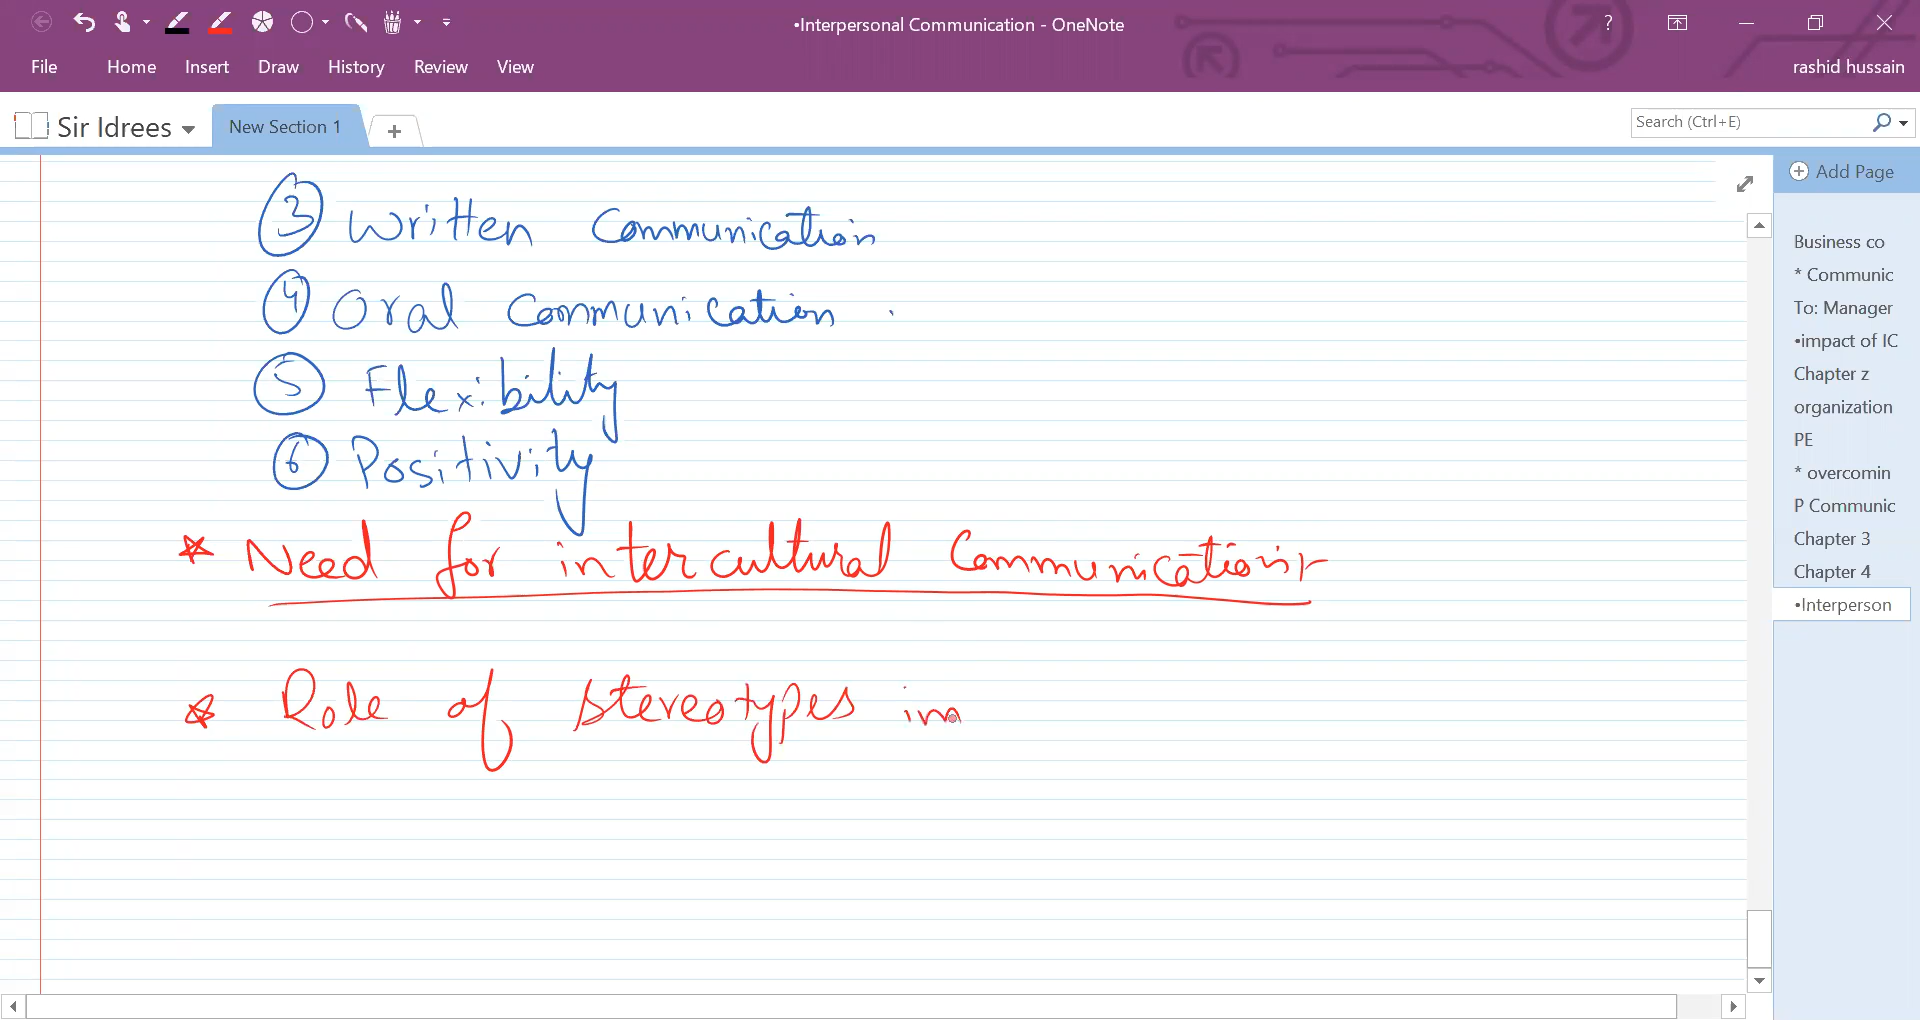 •Interpersonal Communication - OneNote
?
File Home Insert Draw History Review View
rashid hussain
Sir Idrees
New Section 1
+
Search (Ctrl+E)
Add Page
Business co
* Communic
To: Manager
•impact of IC
Chapter z
organization
PE
* overcomin
P Communic
Chapter 3
Chapter 4
•Interperson
3 Written Communication
4 Oral Communication .
5 Flexibility
6 Positivity
* Need for intercultural Communication:-
* Role of stereotypes in